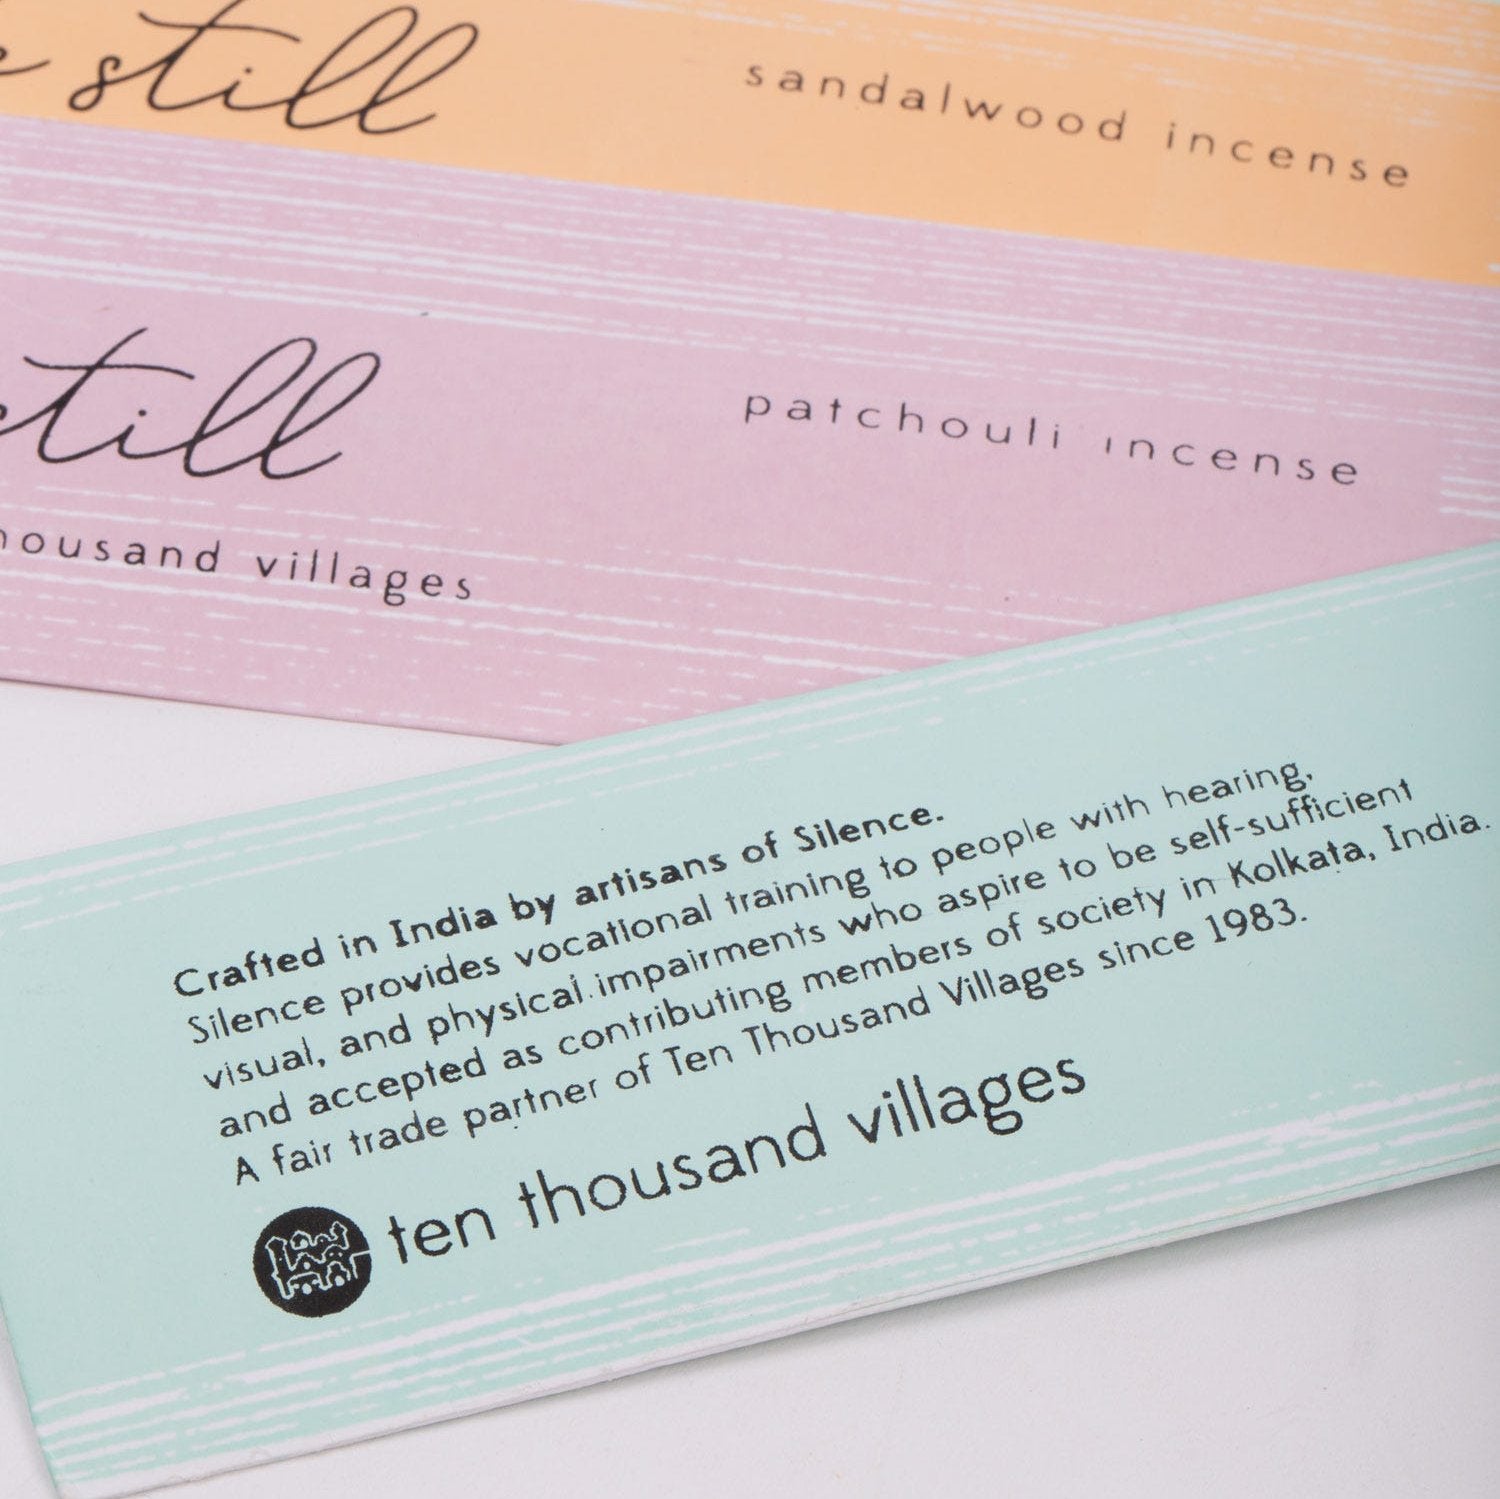 still
sandalwood incense
still
patchouli incense
housand villages
Crafted in India by artisans of Silence.
Silence provides vocational training to people with hearing,
visual, and physical impairments who aspire to be self-sufficient
and accepted as contributing members of society in Kolkata, India.
A fair trade partner of Ten Thousand Villages since 1983.
ten thousand villages